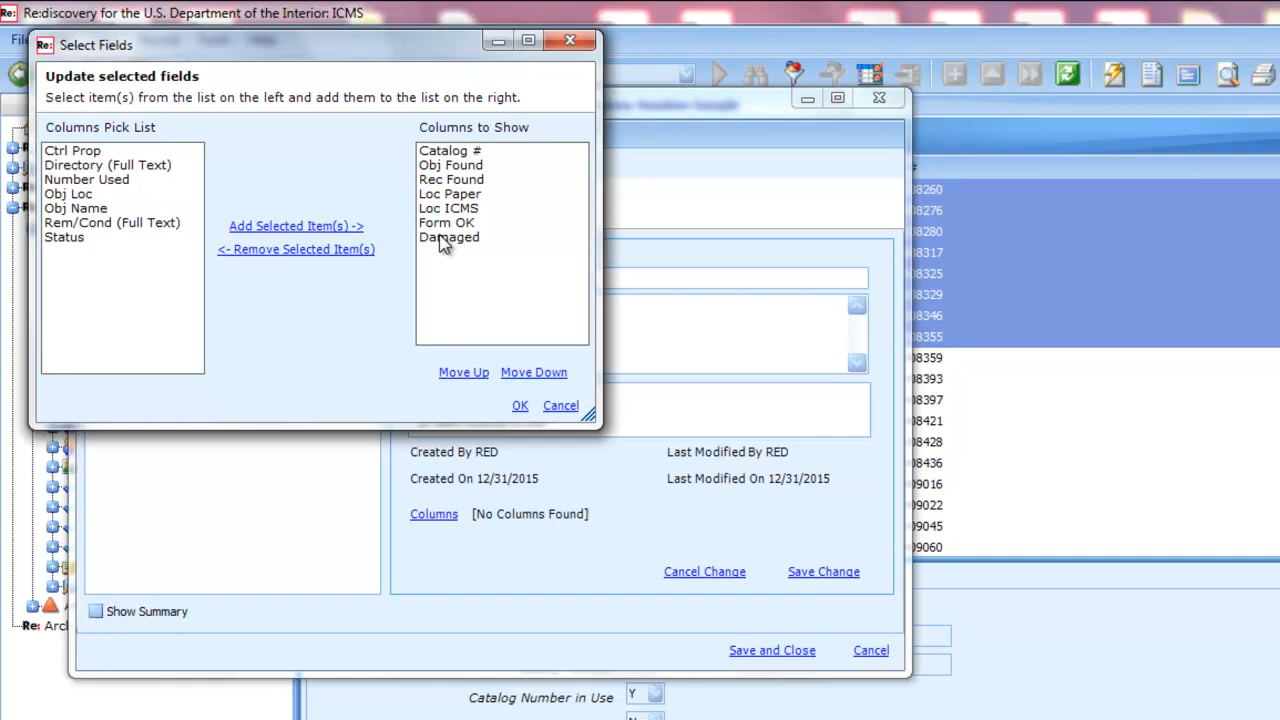 Re: Re:discovery for the U.S. Department of the Interior: ICMS
Re: Select Fields
Update selected fields
Select item(s) from the list on the left and add them to the list on the right.
Columns Pick List
Ctrl Prop
Directory (Full Text)
Number Used
Obj Loc
Obj Name
Rem/Cond (Full Text)
Status
Add Selected Item(s) ->
<- Remove Selected Item(s)
Columns to Show
Catalog #
Obj Found
Rec Found
Loc Paper
Loc ICMS
Form OK
Damaged
Move Up Move Down
OK Cancel
08260
08276
08280
08317
08325
08329
08346
08355
08359
08393
08397
08421
08428
08436
09016
09022
09045
09060
Created By RED Last Modified By RED
Created On 12/31/2015 Last Modified On 12/31/2015
Columns [No Columns Found]
Cancel Change Save Change
Show Summary
Re: Arch
Save and Close Cancel
Catalog Number in Use Y